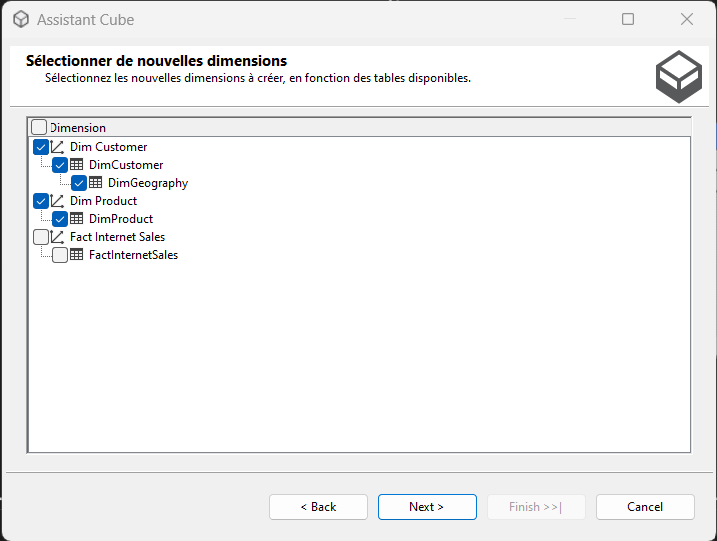 Assistant Cube
Sélectionner de nouvelles dimensions
Sélectionnez les nouvelles dimensions à créer, en fonction des tables disponibles.
Dimension
Dim Customer
DimCustomer
DimGeography
Dim Product
DimProduct
Fact Internet Sales
FactInternetSales
< Back
Next >
Finish >>|
Cancel